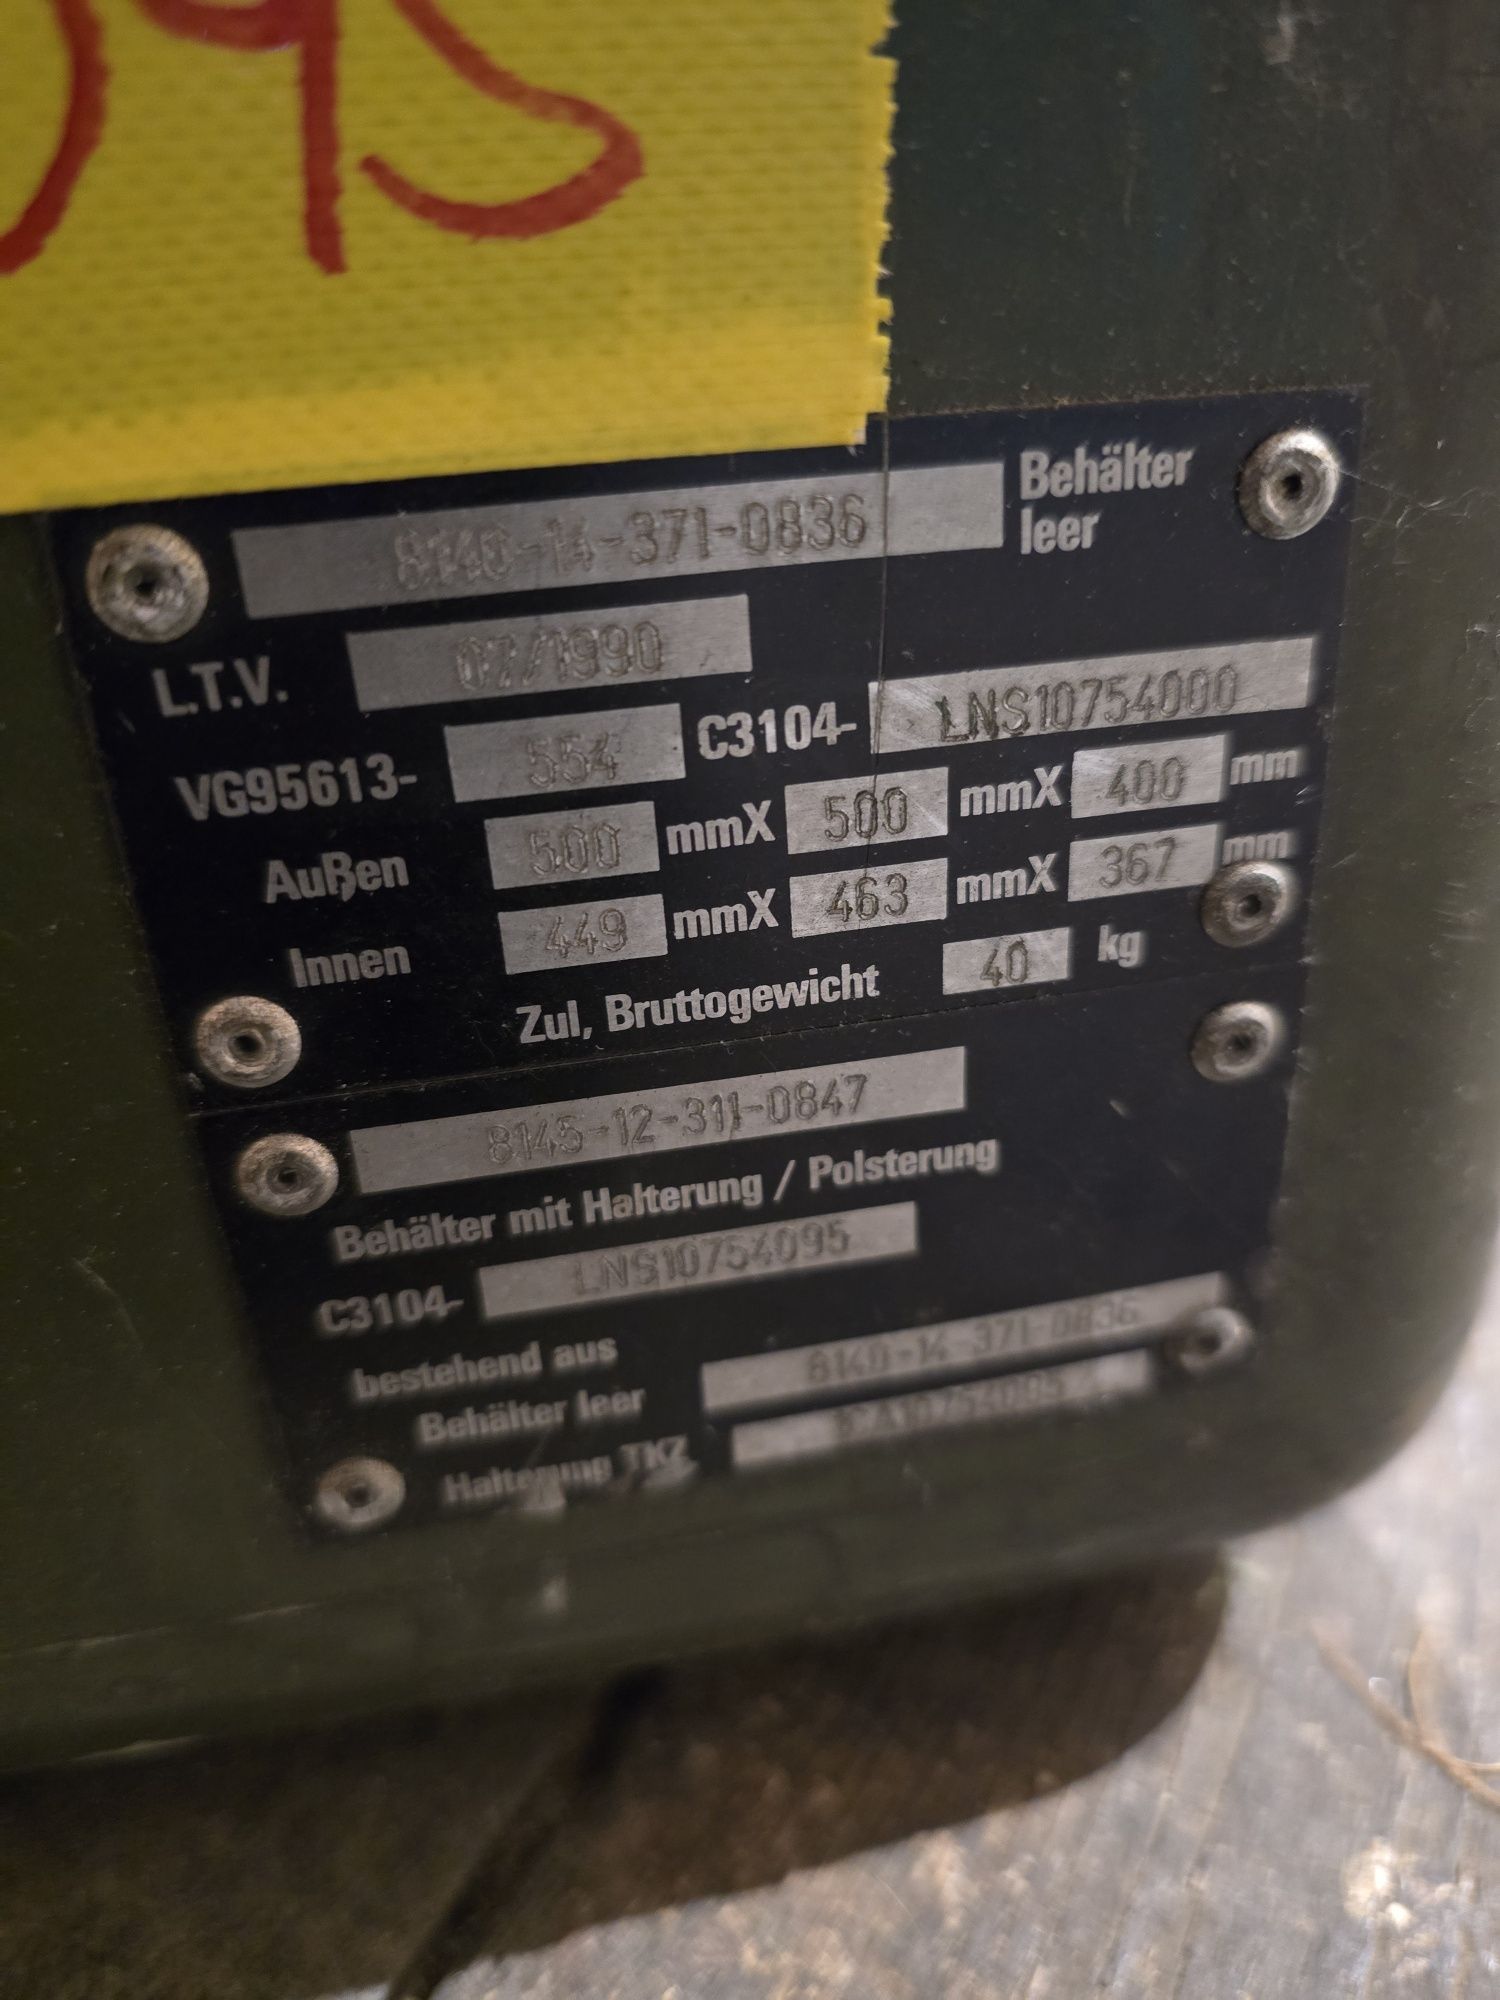 095
8140-14-371-0836 Behälter leer
L.T.V. 07/1990
VG95613- 554 C3104- LNS10754000
Außen 500 mmX 500 mmX 400 mm
Innen 449 mmX 463 mmX 367 mm
Zul, Bruttogewicht 40 kg
8145-12-311-0847
Behälter mit Halterung / Polsterung
C3104- LNS10754095
bestehend aus
Behälter leer 8140-14-371-0836
Halterung TKZ